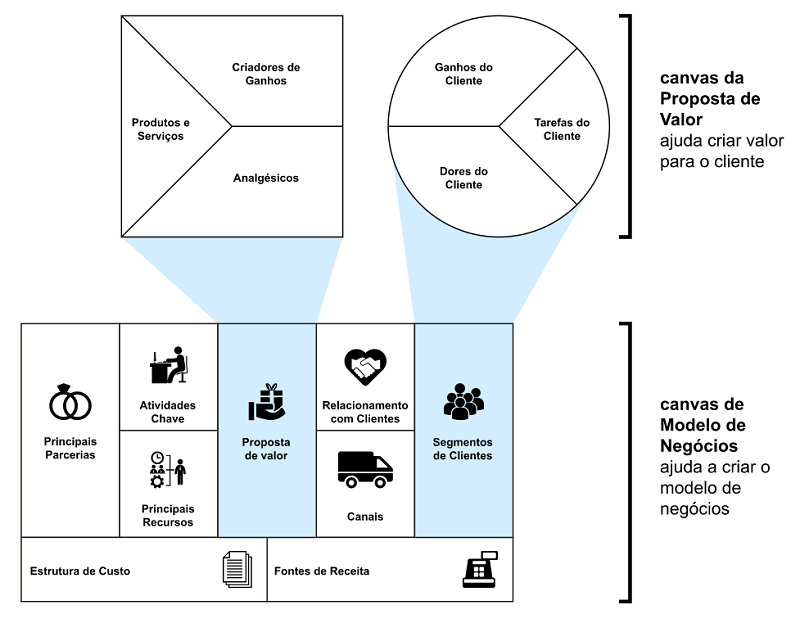 Criadores de
Ganhos
Produtos e
Serviços
Analgésicos
Ganhos do
Cliente
Tarefas do
Cliente
Dores do
Cliente
canvas da
Proposta de
Valor
ajuda criar valor
para o cliente
Principais
Parcerias
Atividades
Chave
Principais
Recursos
Proposta
de valor
Relacionamento
com Clientes
Canais
Segmentos
de Clientes
Estrutura de Custo
Fontes de Receita
canvas de
Modelo de
Negócios
ajuda a criar o
modelo de
negócios